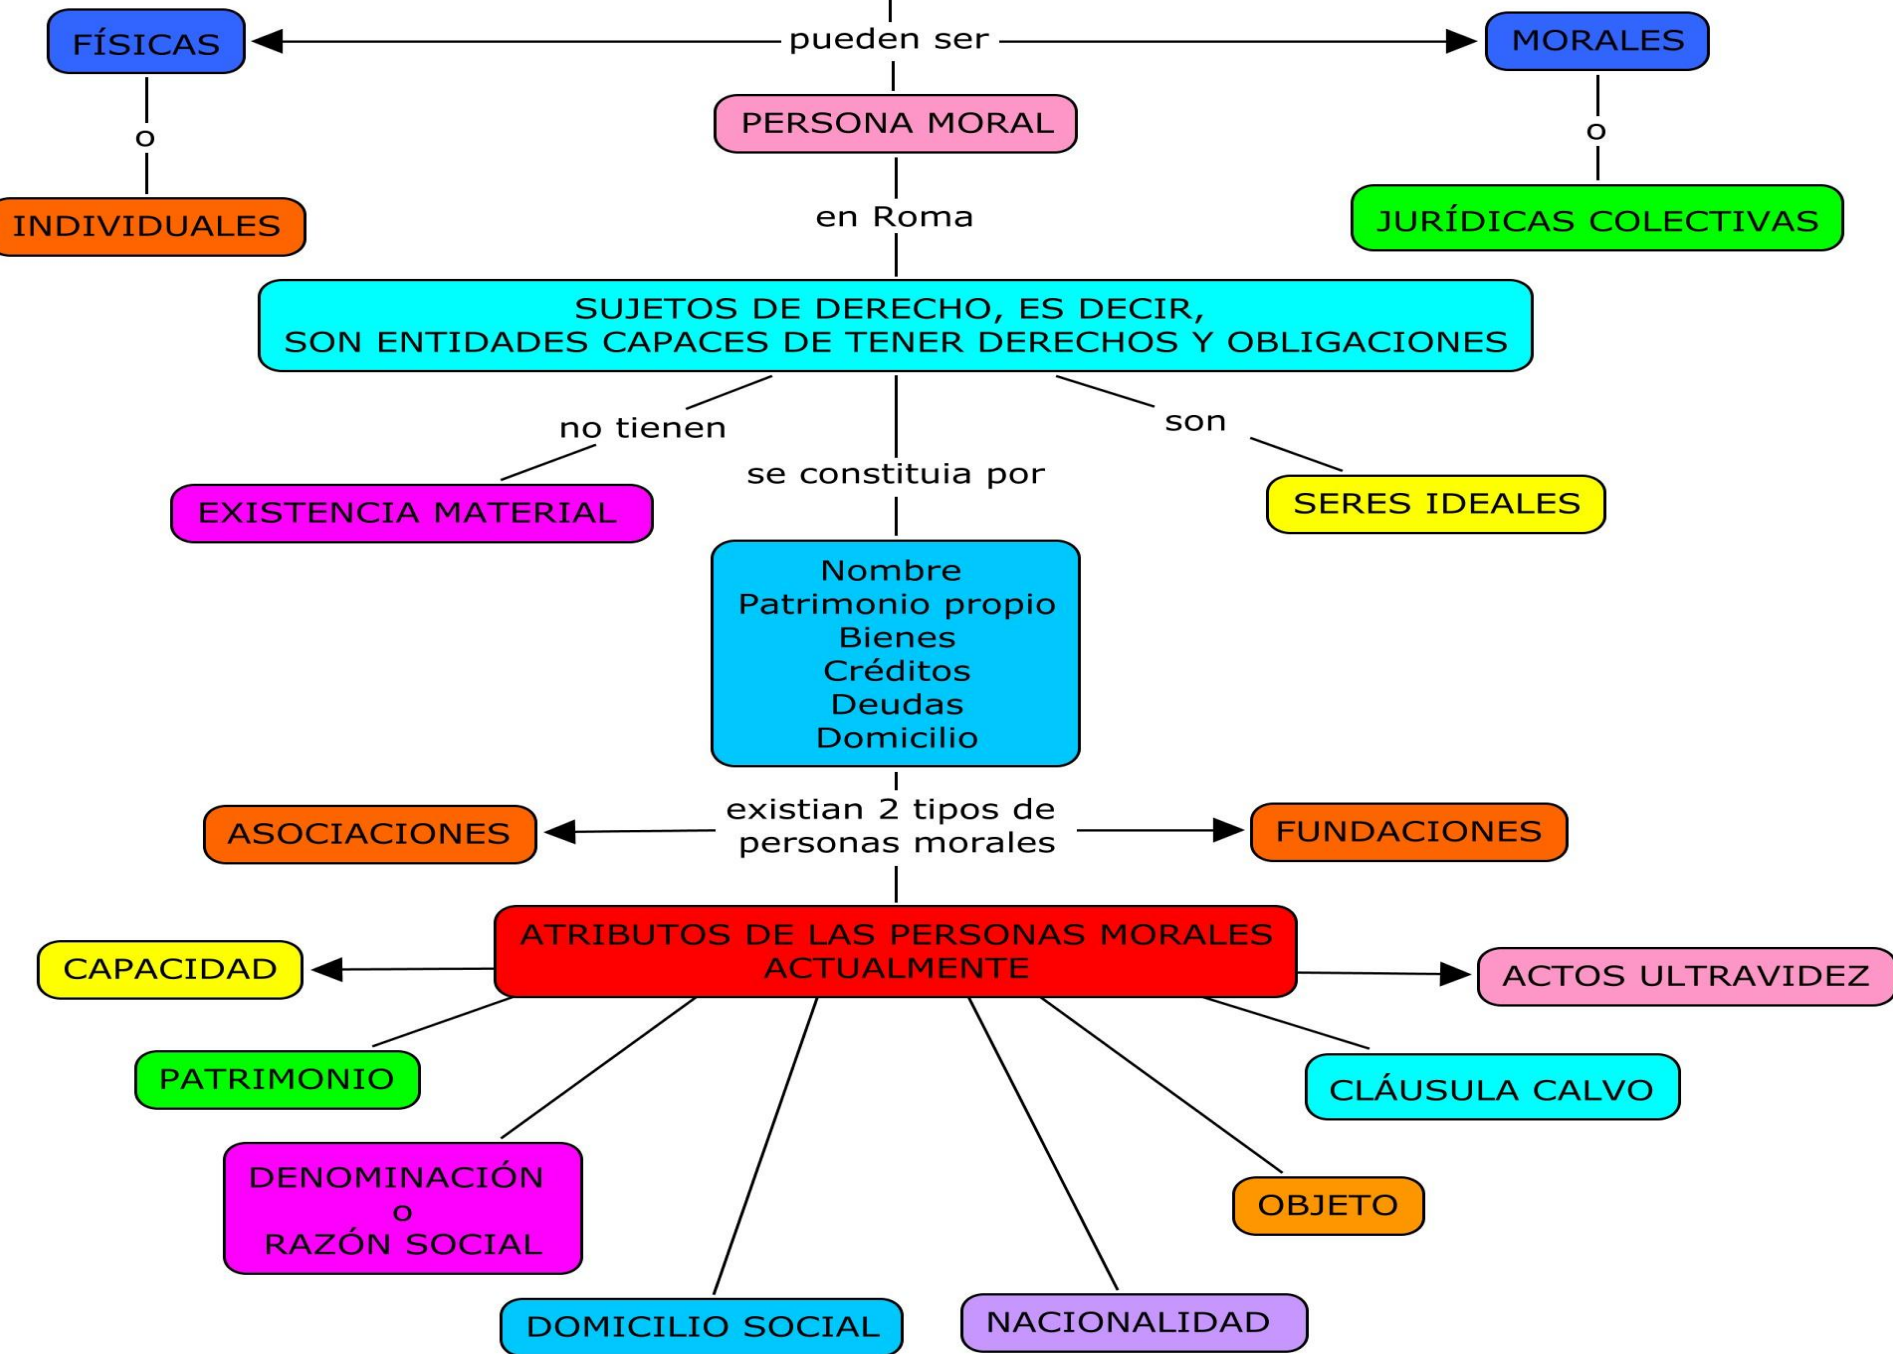 FÍSICAS
pueden ser
MORALES
o
PERSONA MORAL
o
INDIVIDUALES
en Roma
JURÍDICAS COLECTIVAS
SUJETOS DE DERECHO, ES DECIR,
SON ENTIDADES CAPACES DE TENER DERECHOS Y OBLIGACIONES
no tienen
son
se constituia por
EXISTENCIA MATERIAL
SERES IDEALES
Nombre
Patrimonio propio
Bienes
Créditos
Deudas
Domicilio
existian 2 tipos de
personas morales
ASOCIACIONES
FUNDACIONES
ATRIBUTOS DE LAS PERSONAS MORALES
ACTUALMENTE
CAPACIDAD
ACTOS ULTRAVIDEZ
PATRIMONIO
CLÁUSULA CALVO
DENOMINACIÓN
o
RAZÓN SOCIAL
OBJETO
DOMICILIO SOCIAL
NACIONALIDAD